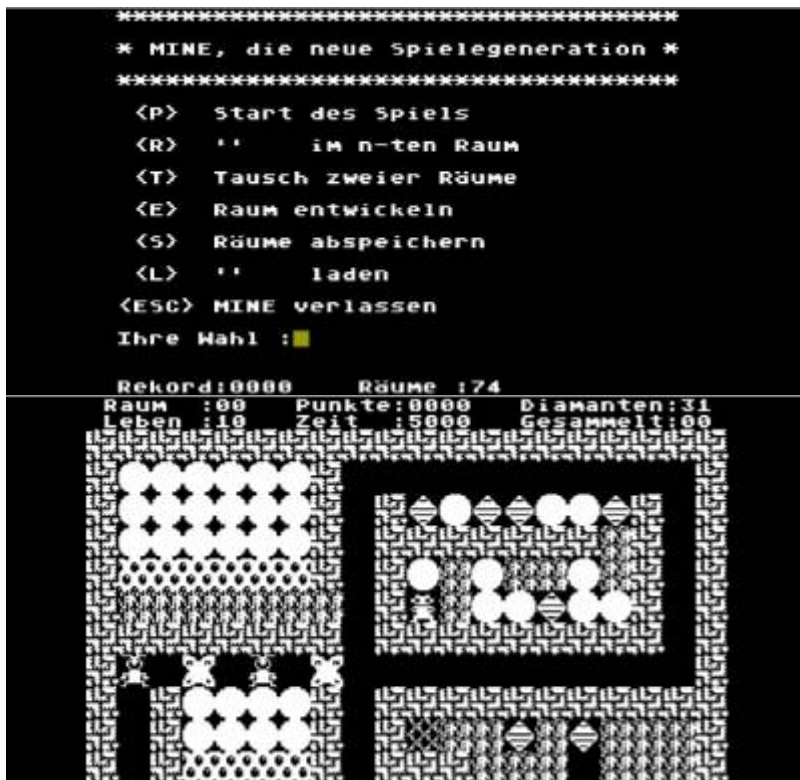 ***********************************
* MINE, die neue Spielegeneration *
***********************************
<P> Start des Spiels
<R> '' im n-ten Raum
<T> Tausch zweier Räume
<E> Raum entwickeln
<S> Räume abspeichern
<L> '' laden
<ESC> MINE verlassen
Ihre Wahl :
Rekord:0000 Räume :74
Raum :00 Punkte:0000 Diamanten:31
Leben :10 Zeit :5000 Gesammelt:00